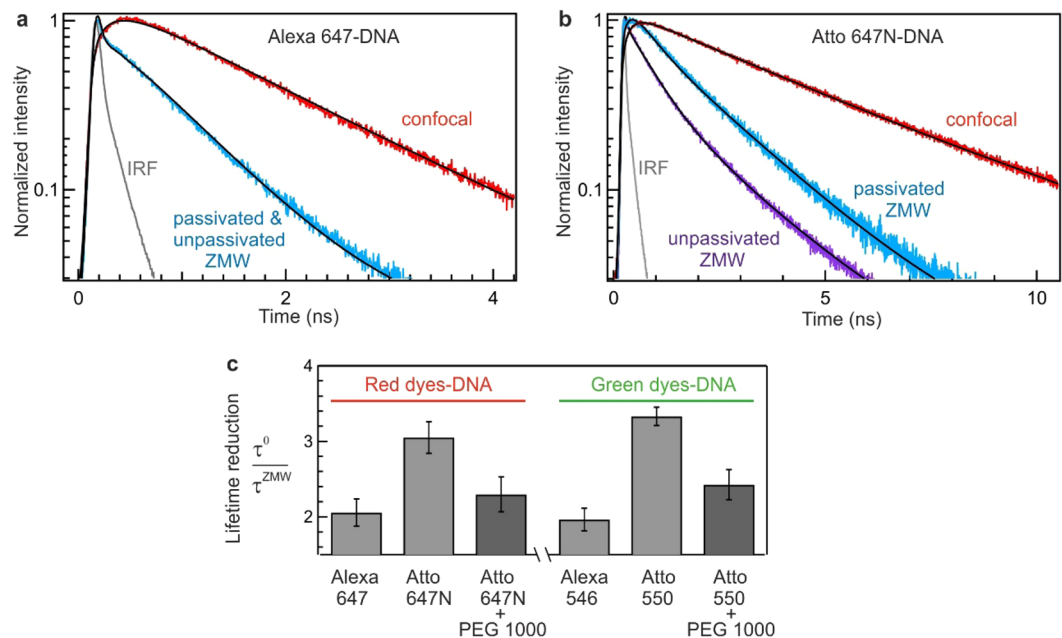 a
Alexa 647-DNA
Normalized intensity
1
0.1
confocal
IRF
passivated &
unpassivated
ZMW
0
2
4
Time (ns)
b
Atto 647N-DNA
Normalized intensity
1
0.1
confocal
IRF
passivated
ZMW
unpassivated
ZMW
0
5
10
Time (ns)
c
Lifetime reduction τ⁰/τᶻᴹᵂ
4
3
2
Red dyes-DNA
Green dyes-DNA
Alexa
647
Atto
647N
Atto
647N
+
PEG 1000
Alexa
546
Atto
550
Atto
550
+
PEG 1000